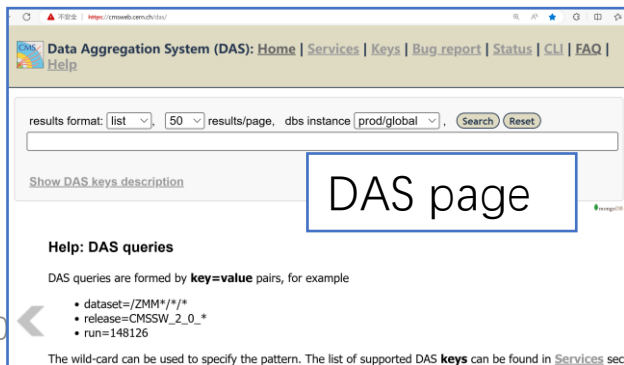 不安全 | https://cmsweb.cern.ch/das/
CMS Data Aggregation System (DAS): Home | Services | Keys | Bug report | Status | CLI | FAQ |
Help
results format: list , 50 results/page, dbs instance prod/global , Search Reset
Show DAS keys description
DAS page
mongoDB
Help: DAS queries
DAS queries are formed by key=value pairs, for example
• dataset=/ZMM*/*/*
• release=CMSSW_2_0_*
• run=148126
The wild-card can be used to specify the pattern. The list of supported DAS keys can be found in Services sec